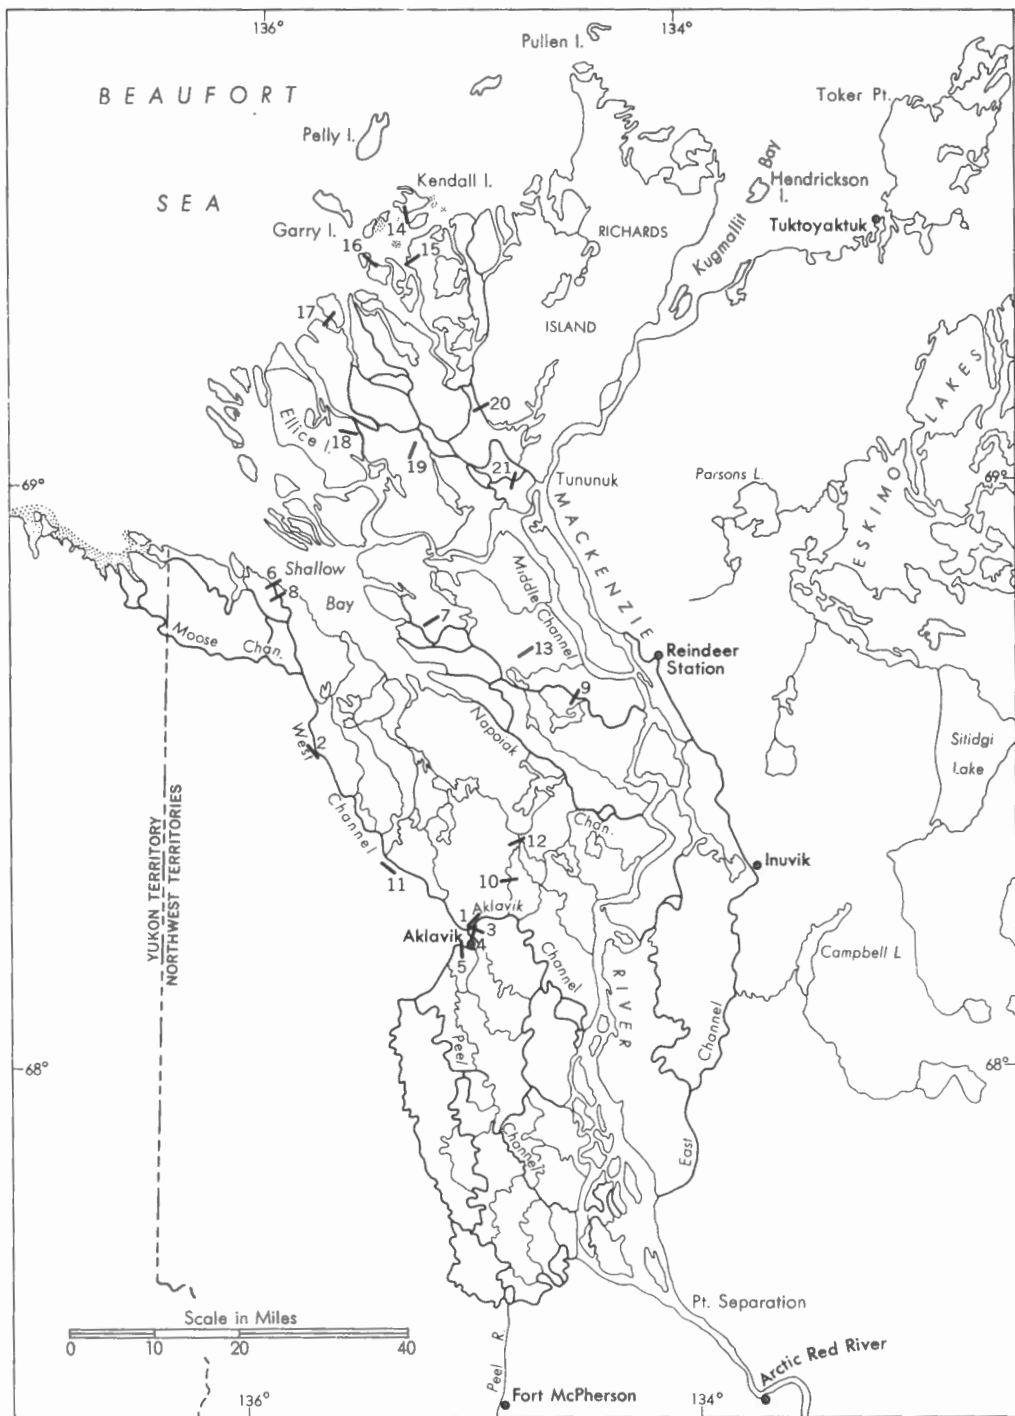 136°
134°
Pullen I.
BEAUFORT
Toker Pt.
Pelly I.
Bay
Kendall I.
Hendrickson
I.
SEA
14
Garry I.
RICHARDS
Tuktoyaktuk
Kugmallit
16
15
17
ISLAND
LAKES
20
Ellice I.
18
19
21
Tununuk
Parsons L.
69°
69°
ESKIMO
MACKENZIE
6
Shallow
8
Bay
Middle Channel
7
Moose Chan.
13
Reindeer
Station
9
Napoiak
West
2
Sitidgi
Lake
Channel
Chan.
12
Inuvik
YUKON TERRITORY
NORTHWEST TERRITORIES
11
10
1
Aklavik
3
Aklavik
4
5
Channel
Campbell L
RIVER
Channel
Peel
68°
68°
Channel
East
Pt. Separation
Scale in Miles
0 10 20 40
Arctic Red River
Peel R.
Fort McPherson
136°
134°